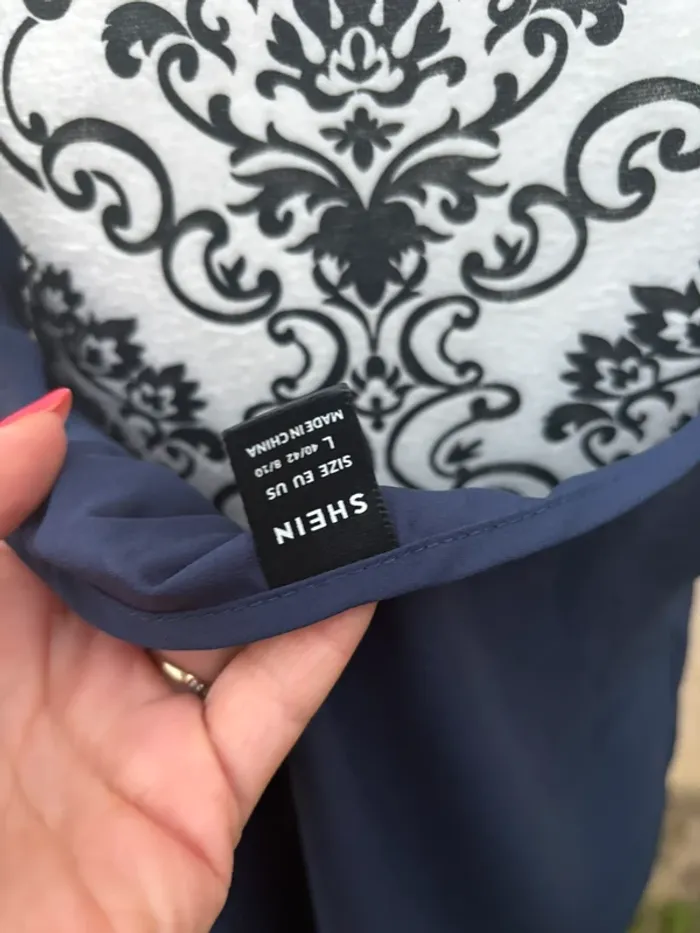 SHEIN
SIZE EU US
L 40/42 8/10
MADE IN CHINA